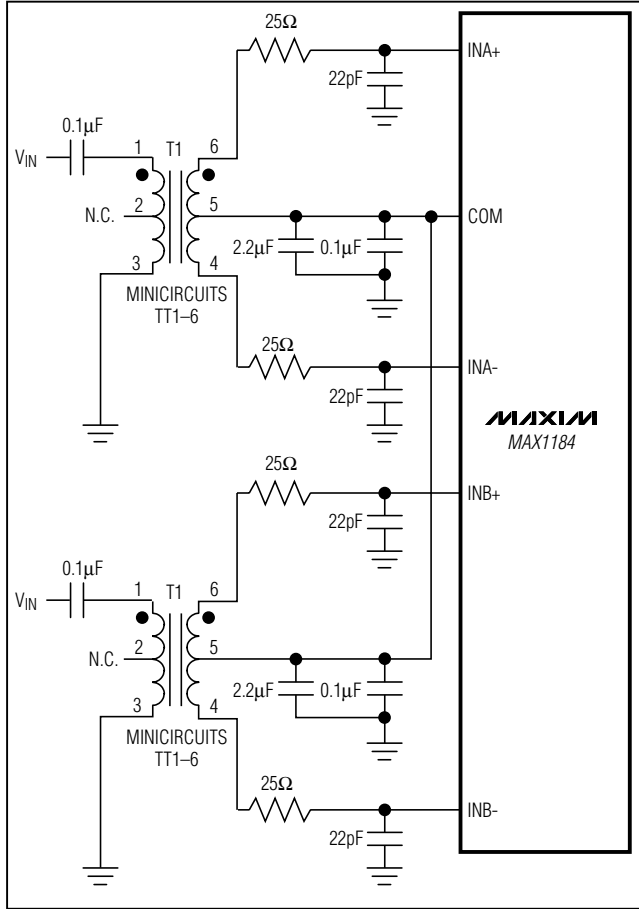 25Ω
INA+
22pF
0.1µF
1
T1
6
VIN
N.C.
2
5
COM
2.2µF
0.1µF
3
4
MINICIRCUITS
TT1–6
25Ω
INA-
22pF
MAXIM
MAX1184
25Ω
INB+
22pF
0.1µF
1
T1
6
VIN
N.C.
2
5
2.2µF
0.1µF
3
4
MINICIRCUITS
TT1–6
25Ω
INB-
22pF